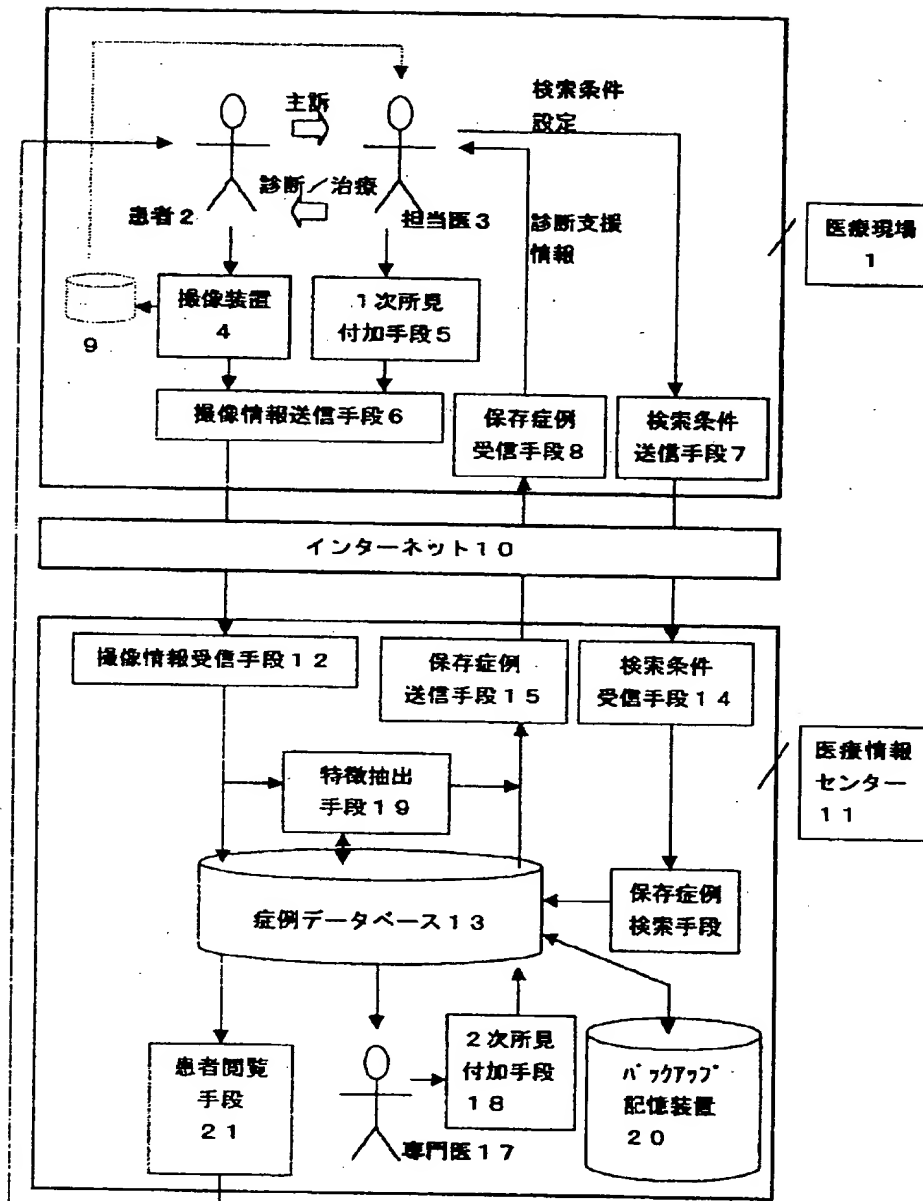 検索条件
設定
主訴
診断／治療
患者２
担当医３
診断支援
情報
医療現場
１
撮像装置
４
１次所見
付加手段５
９
撮像情報送信手段６
保存症例
受信手段８
検索条件
送信手段７
インターネット１０
撮像情報受信手段１２
保存症例
送信手段１５
検索条件
受信手段１４
医療情報
センター
１１
特徴抽出
手段１９
症例データベース１３
保存症例
検索手段
患者閲覧
手段
２１
２次所見
付加手段
１８
専門医１７
ﾊﾞｯｸｱｯﾌﾟ
記憶装置
２０